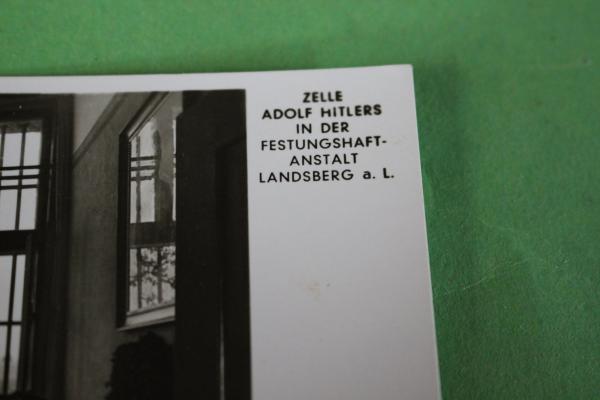 ZELLE
ADOLF HITLERS
IN DER
FESTUNGSHAFT-
ANSTALT
LANDSBERG a. L.